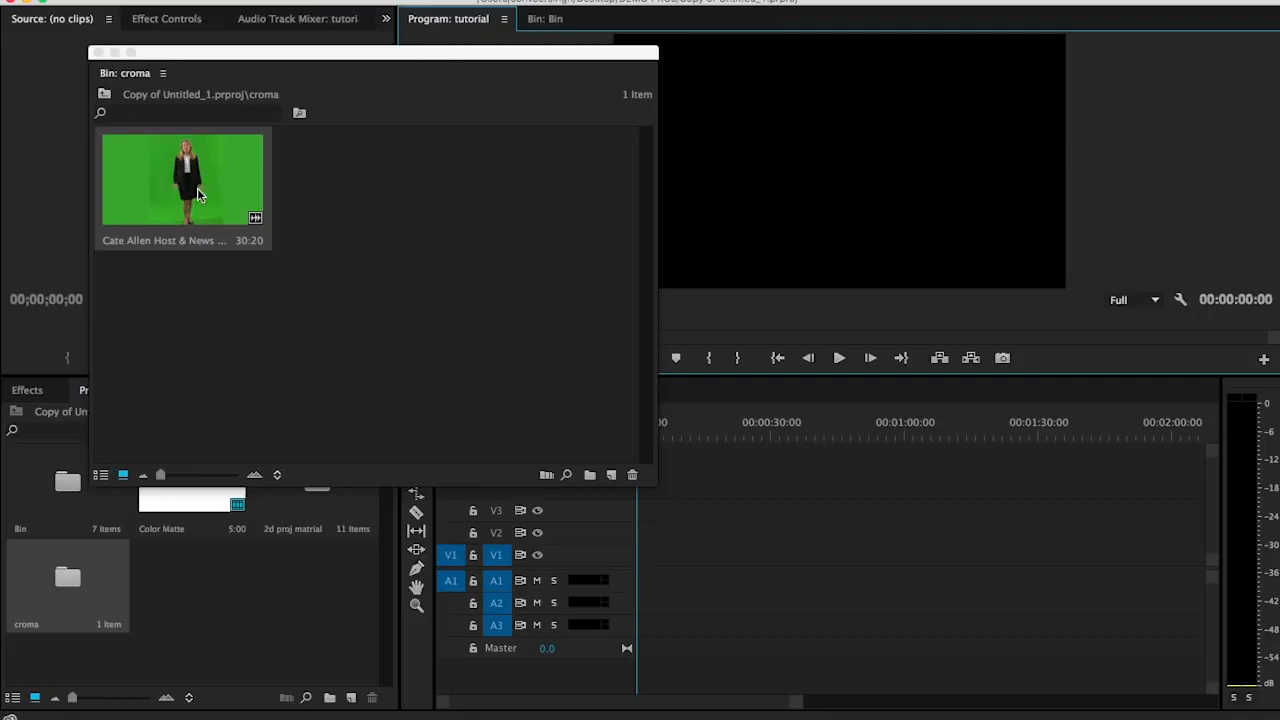 Source: (no clips)
Effect Controls
Audio Track Mixer: tutori
Program: tutorial
Bin: Bin
Bin: croma
Copy of Untitled_1.prproj\croma
1 Item
Cate Allen Host & News ...
30:20
00;00;00;00
Full
00:00:00:00
Effects
Pr
Copy of Un
00
00:00:30:00
00:01:00:00
00:01:30:00
00:02:00:00
Bin
7 Items
Color Matte
5:00
2d proj matrial
11 Items
croma
1 Item
V3
V2
V1
V1
A1
A1
M
S
A2
M
S
A3
M
S
Master
0.0
0
-6
-12
-18
-24
-30
-36
-42
-48
-54
dB
S
S